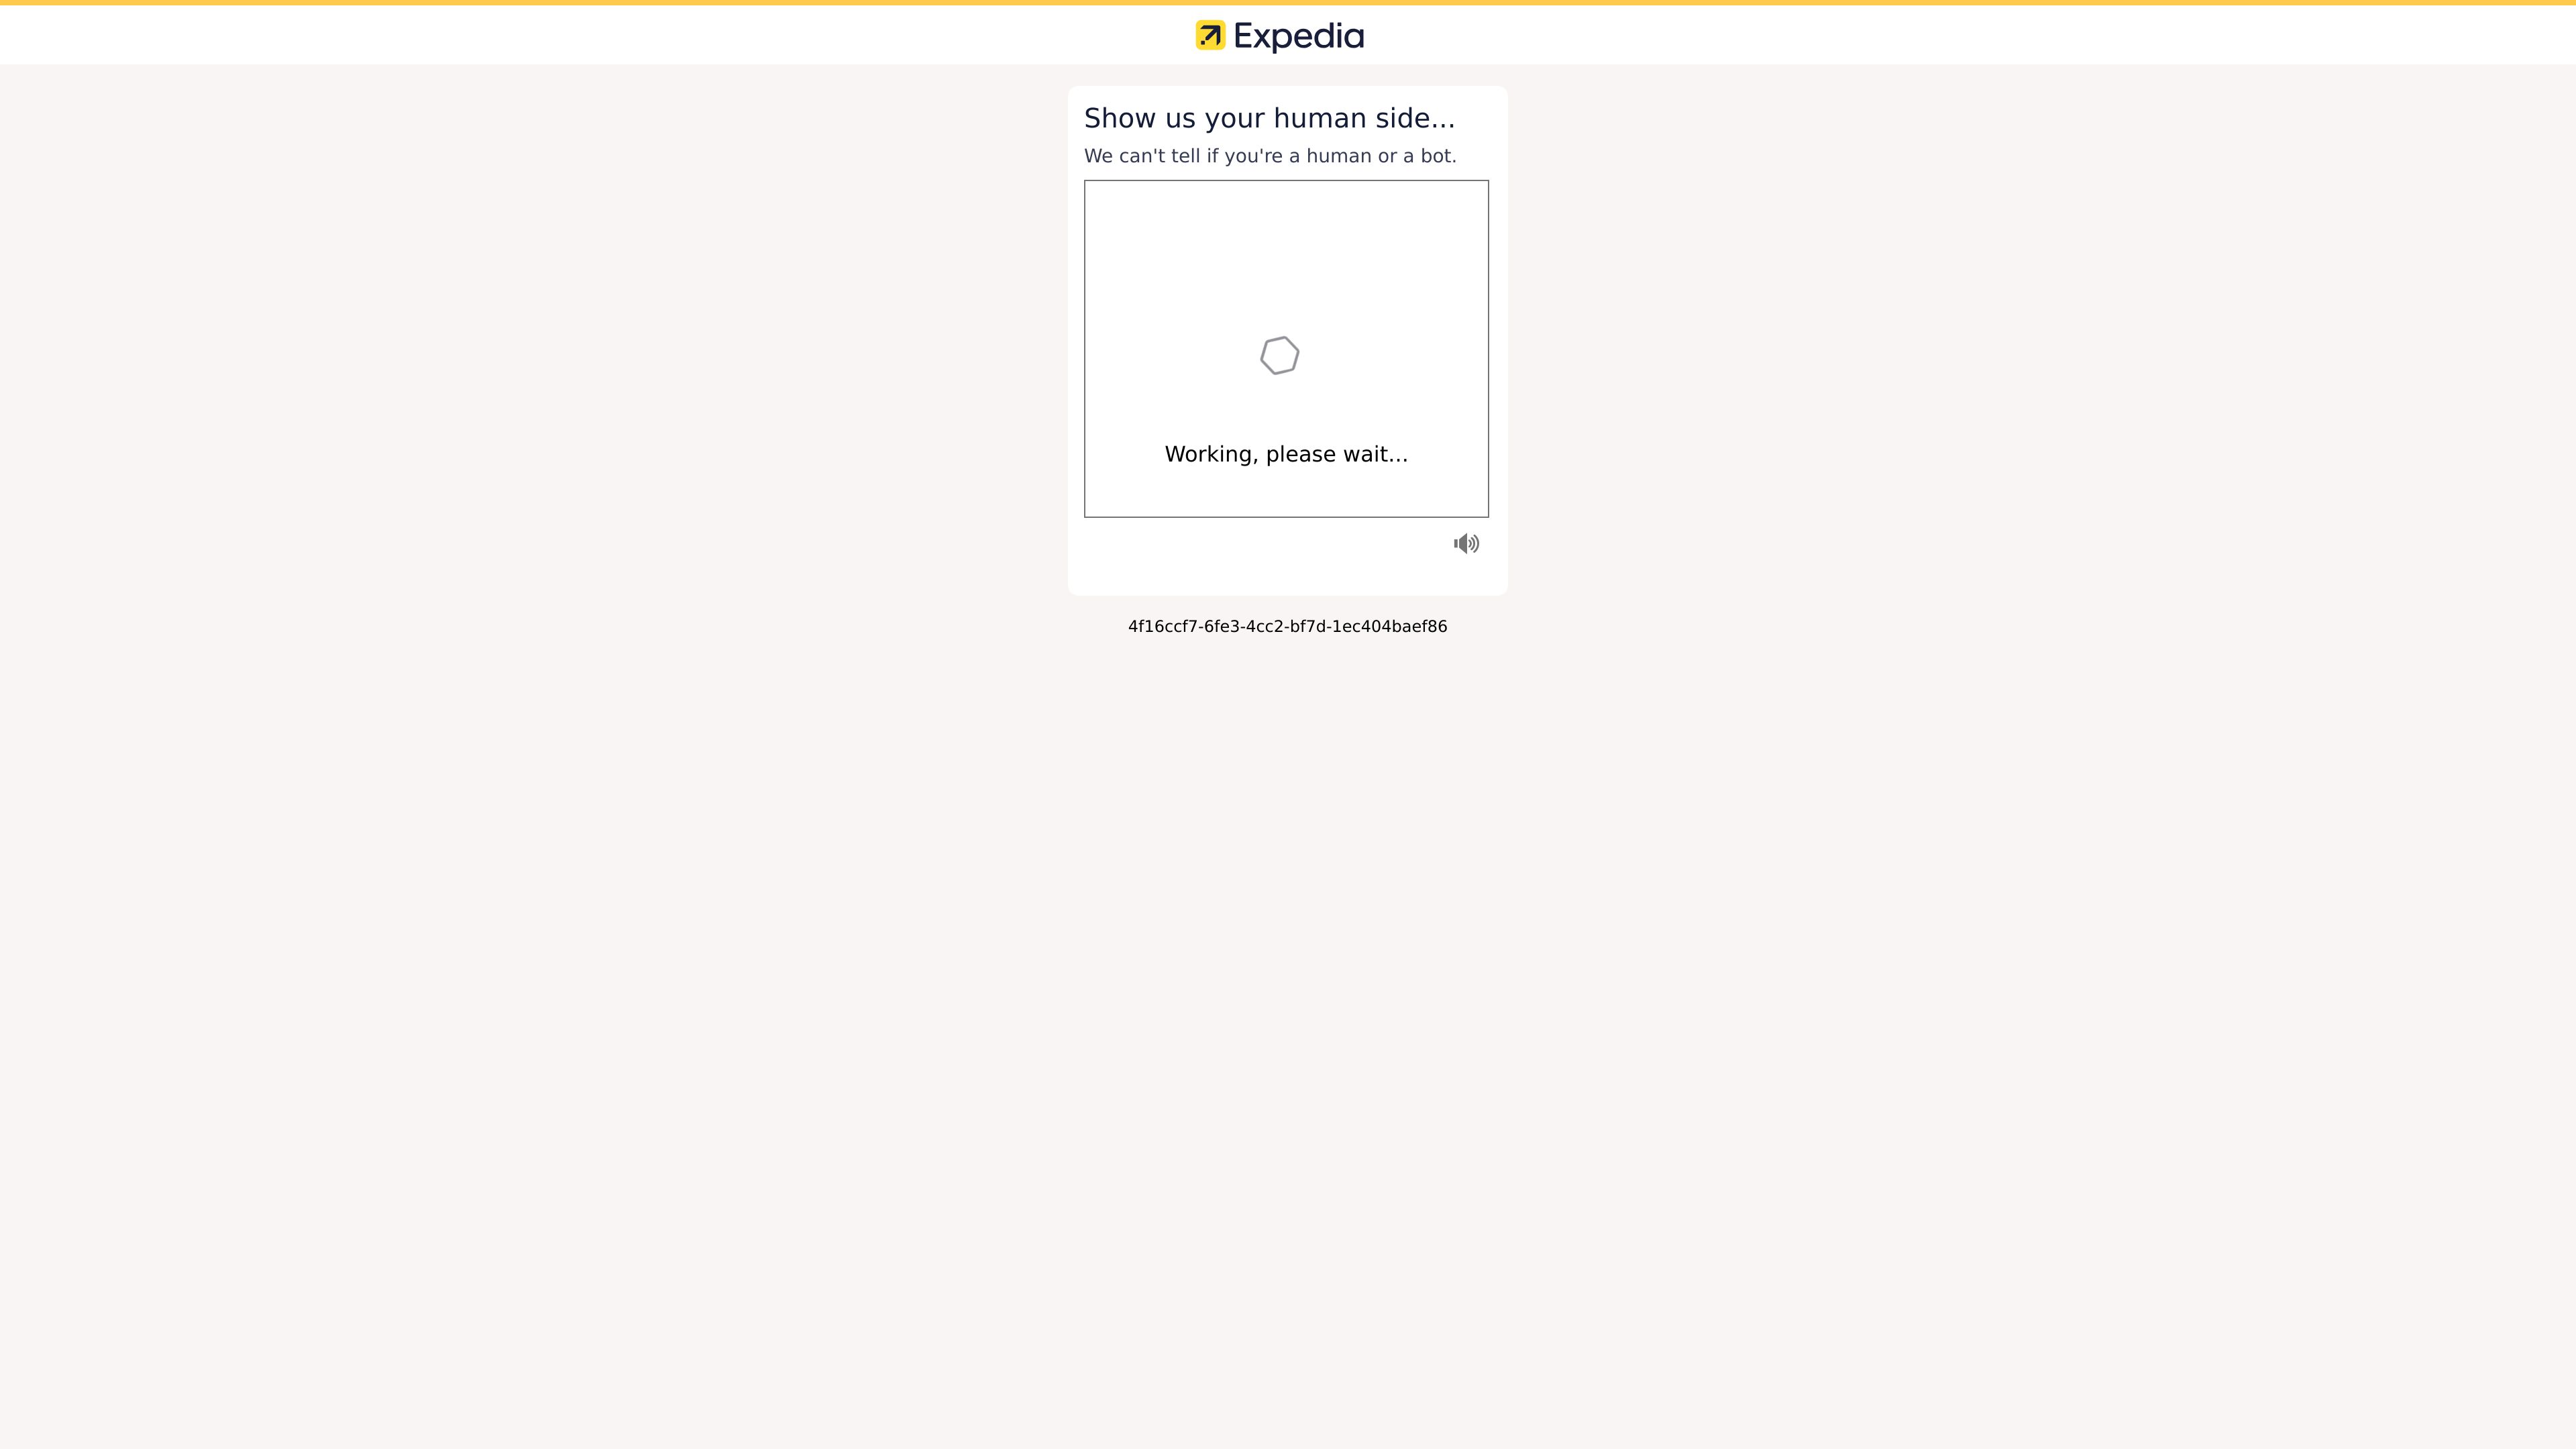 Expedia
Show us your human side...
We can't tell if you're a human or a bot.
Working, please wait...
4f16ccf7-6fe3-4cc2-bf7d-1ec404baef86